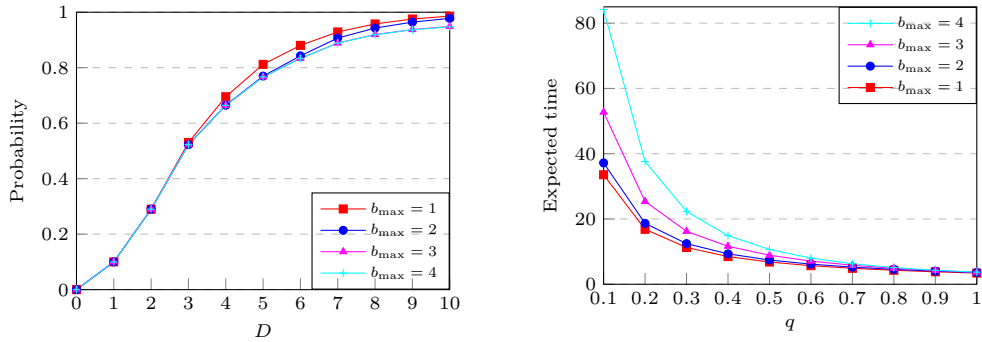 1
0.8
0.6
0.4
0.2
0
0 1 2 3 4 5 6 7 8 9 10
D
Probability
b_max = 1
b_max = 2
b_max = 3
b_max = 4
80
60
40
20
0
0.1 0.2 0.3 0.4 0.5 0.6 0.7 0.8 0.9 1
q
Expected time
b_max = 4
b_max = 3
b_max = 2
b_max = 1